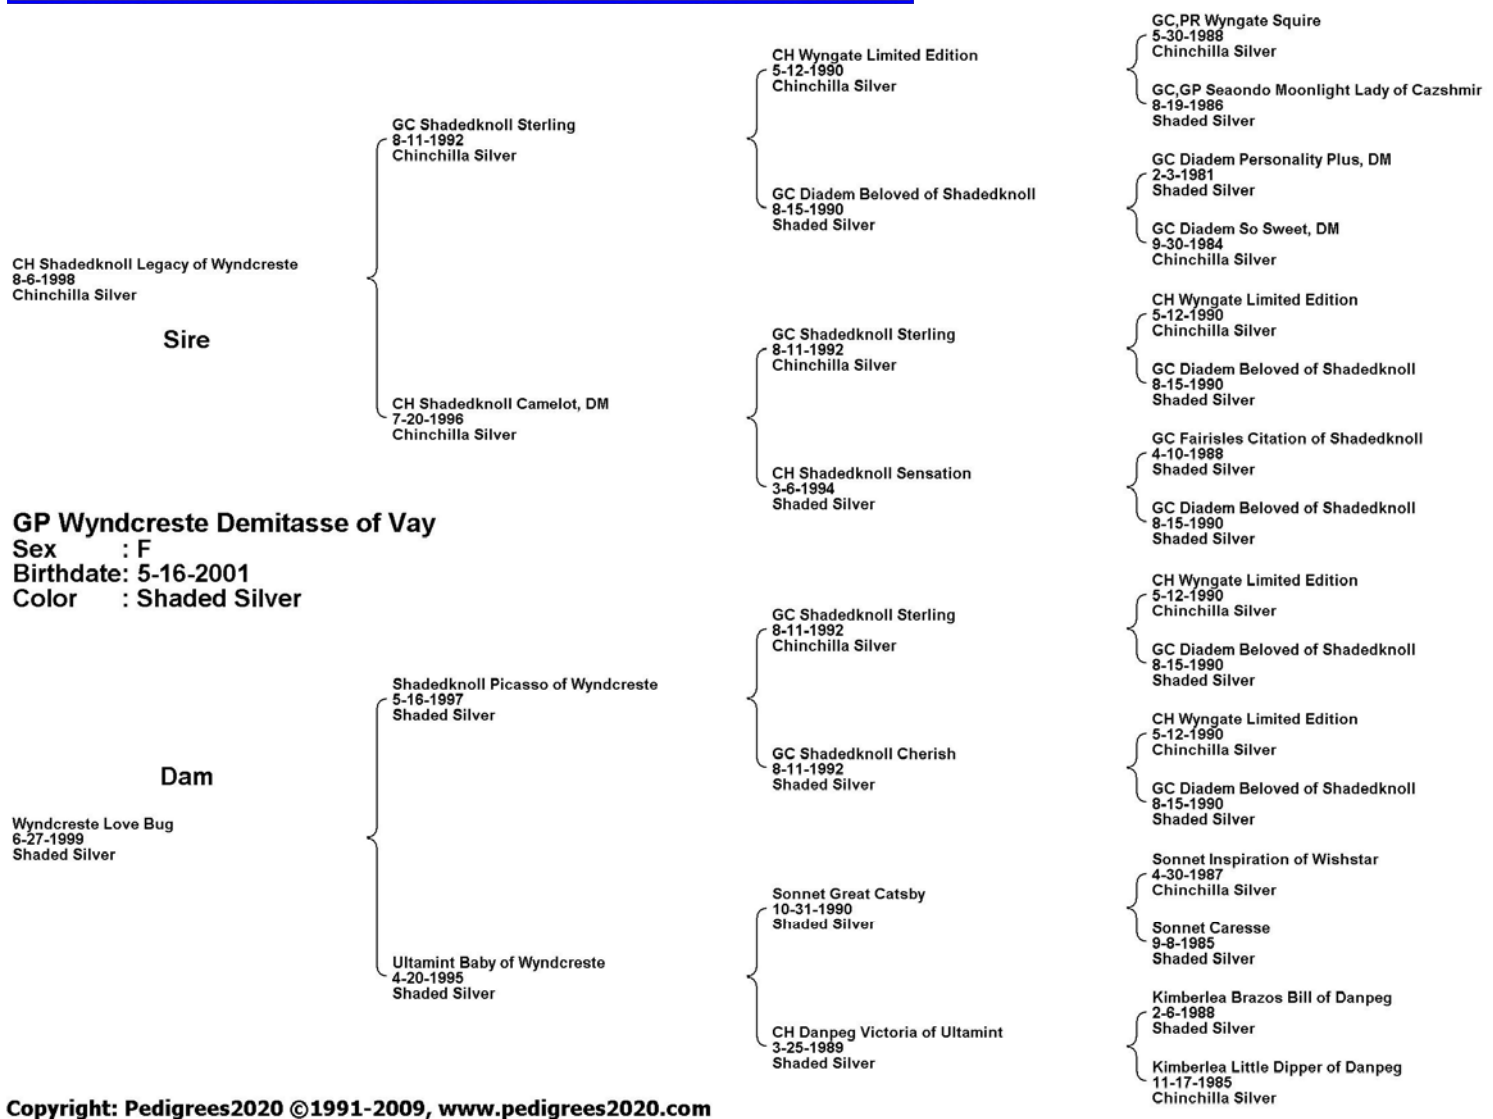 GC,PR Wyngate Squire
5-30-1988
Chinchilla Silver
CH Wyngate Limited Edition
5-12-1990
Chinchilla Silver
GC,GP Seaondo Moonlight Lady of Cazshmir
8-19-1986
Shaded Silver
GC Shadedknoll Sterling
8-11-1992
Chinchilla Silver
GC Diadem Personality Plus, DM
2-3-1981
Shaded Silver
GC Diadem Beloved of Shadedknoll
8-15-1990
Shaded Silver
GC Diadem So Sweet, DM
9-30-1984
Chinchilla Silver
CH Shadedknoll Legacy of Wyndcreste
8-6-1998
Chinchilla Silver
Sire
CH Wyngate Limited Edition
5-12-1990
Chinchilla Silver
GC Shadedknoll Sterling
8-11-1992
Chinchilla Silver
GC Diadem Beloved of Shadedknoll
8-15-1990
Shaded Silver
CH Shadedknoll Camelot, DM
7-20-1996
Chinchilla Silver
GC Fairisles Citation of Shadedknoll
4-10-1988
Shaded Silver
CH Shadedknoll Sensation
3-6-1994
Shaded Silver
GC Diadem Beloved of Shadedknoll
8-15-1990
Shaded Silver
GP Wyndcreste Demitasse of Vay
Sex : F
Birthdate: 5-16-2001
Color : Shaded Silver
CH Wyngate Limited Edition
5-12-1990
Chinchilla Silver
GC Shadedknoll Sterling
8-11-1992
Chinchilla Silver
GC Diadem Beloved of Shadedknoll
8-15-1990
Shaded Silver
Shadedknoll Picasso of Wyndcreste
5-16-1997
Shaded Silver
CH Wyngate Limited Edition
5-12-1990
Chinchilla Silver
GC Shadedknoll Cherish
8-11-1992
Shaded Silver
GC Diadem Beloved of Shadedknoll
8-15-1990
Shaded Silver
Dam
Wyndcreste Love Bug
6-27-1999
Shaded Silver
Sonnet Inspiration of Wishstar
4-30-1987
Chinchilla Silver
Sonnet Great Catsby
10-31-1990
Shaded Silver
Sonnet Caresse
9-8-1985
Shaded Silver
Ultamint Baby of Wyndcreste
4-20-1995
Shaded Silver
Kimberlea Brazos Bill of Danpeg
2-6-1988
Shaded Silver
CH Danpeg Victoria of Ultamint
3-25-1989
Shaded Silver
Kimberlea Little Dipper of Danpeg
11-17-1985
Chinchilla Silver
Copyright: Pedigrees2020 ©1991-2009, www.pedigrees2020.com